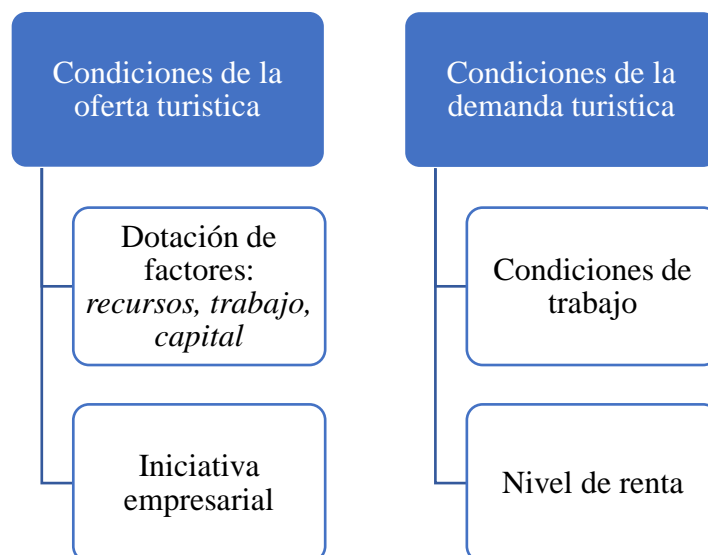 Condiciones de la
oferta turistica
Dotación de
factores:
recursos, trabajo,
capital
Iniciativa
empresarial
Condiciones de la
demanda turistica
Condiciones de
trabajo
Nivel de renta